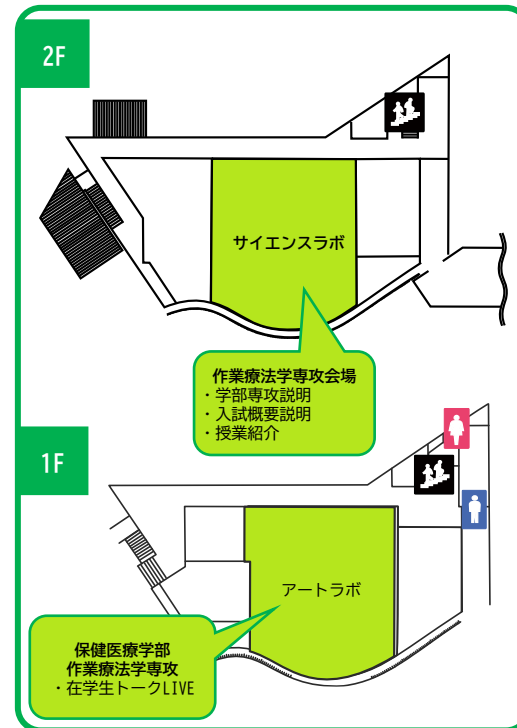 2F
サイエンスラボ
作業療法学専攻会場
・学部専攻説明
・入試概要説明
・授業紹介
1F
アートラボ
保健医療学部
作業療法学専攻
・在学生トークLIVE